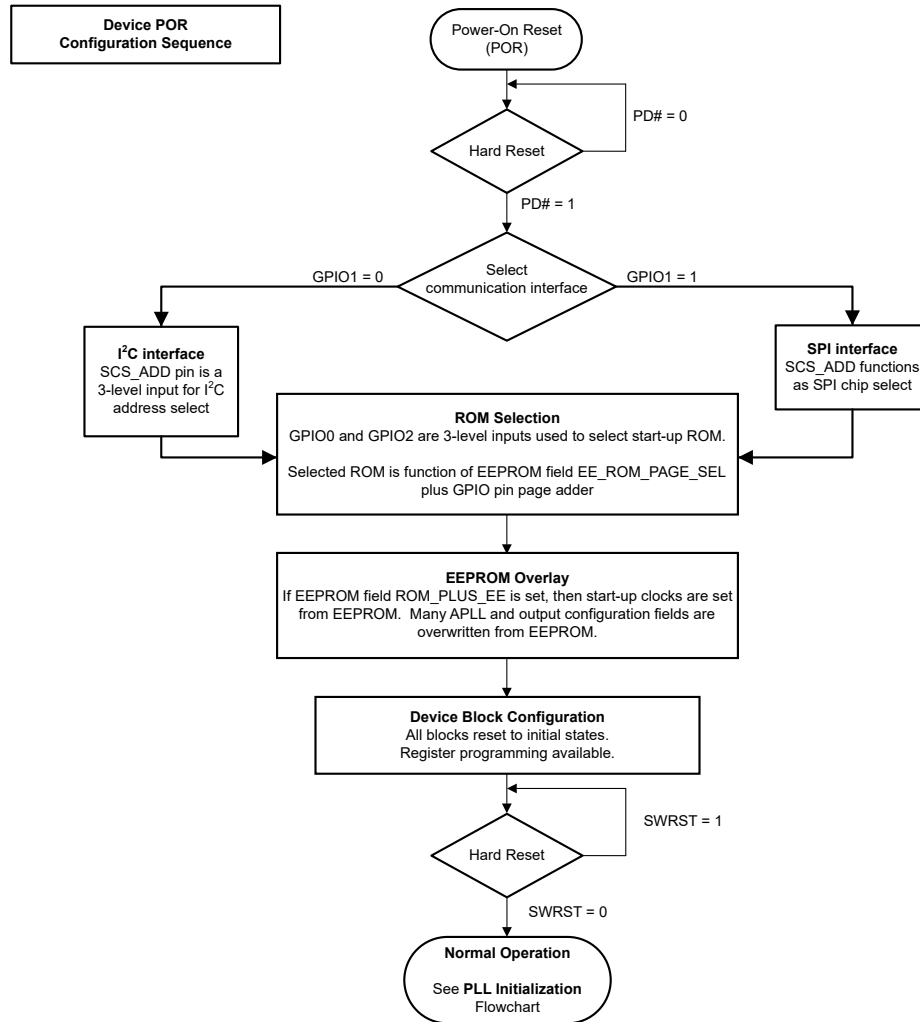 Device POR
Configuration Sequence
Power-On Reset
(POR)
PD# = 0
Hard Reset
PD# = 1
Select
communication interface
GPIO1 = 0
GPIO1 = 1
I²C interface
SCS_ADD pin is a
3-level input for I²C
address select
SPI interface
SCS_ADD functions
as SPI chip select
ROM Selection
GPIO0 and GPIO2 are 3-level inputs used to select start-up ROM.
Selected ROM is function of EEPROM field EE_ROM_PAGE_SEL
plus GPIO pin page adder
EEPROM Overlay
If EEPROM field ROM_PLUS_EE is set, then start-up clocks are set
from EEPROM.  Many APLL and output configuration fields are
overwritten from EEPROM.
Device Block Configuration
All blocks reset to initial states.
Register programming available.
SWRST = 1
Hard Reset
SWRST = 0
Normal Operation
See PLL Initialization
Flowchart